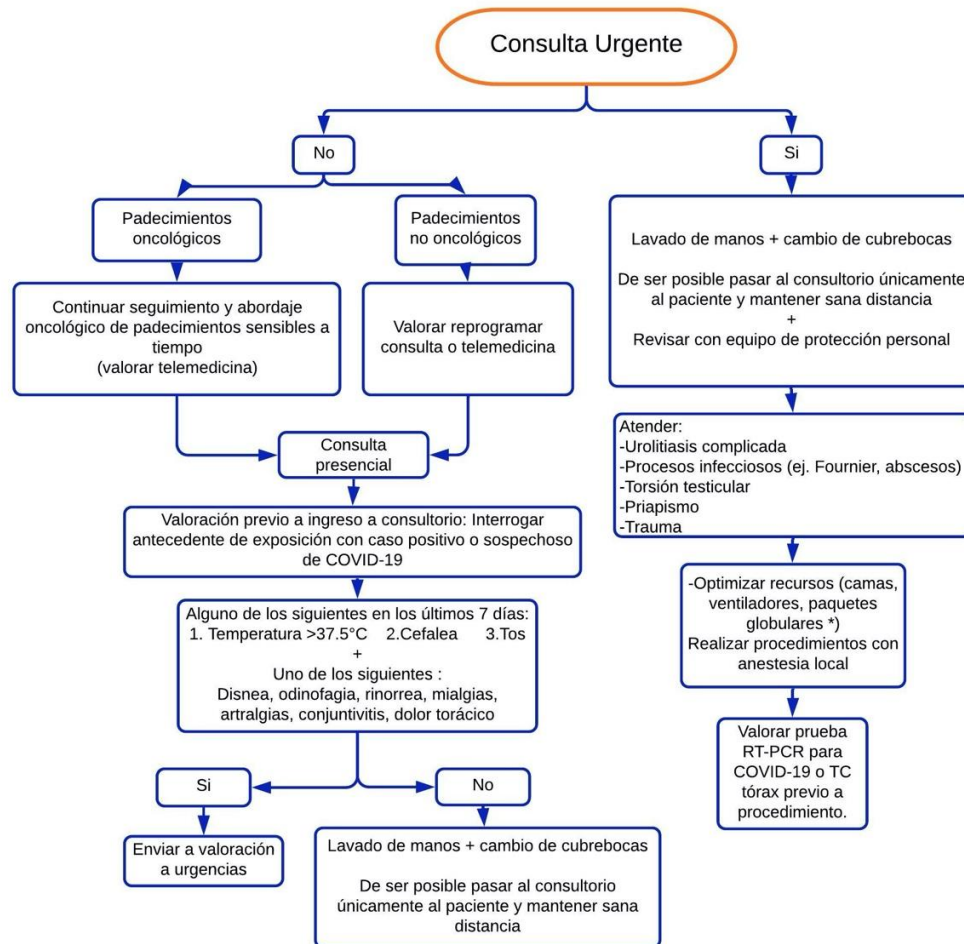 Consulta Urgente
No
Si
Padecimientos
oncológicos
Padecimientos
no oncológicos
Continuar seguimiento y abordaje
oncológico de padecimientos sensibles a
tiempo
(valorar telemedicina)
Valorar reprogramar
consulta o telemedicina
Consulta
presencial
Valoración previo a ingreso a consultorio: Interrogar
antecedente de exposición con caso positivo o sospechoso
de COVID-19
Alguno de los siguientes en los últimos 7 días:
1. Temperatura >37.5°C 2.Cefalea 3.Tos
+
Uno de los siguientes :
Disnea, odinofagia, rinorrea, mialgias,
artralgias, conjuntivitis, dolor torácico
Si
No
Enviar a valoración
a urgencias
Lavado de manos + cambio de cubrebocas
De ser posible pasar al consultorio
únicamente al paciente y mantener sana
distancia
Lavado de manos + cambio de cubrebocas
De ser posible pasar al consultorio únicamente
al paciente y mantener sana distancia
+
Revisar con equipo de protección personal
Atender:
-Urolitiasis complicada
-Procesos infecciosos (ej. Fournier, abscesos)
-Torsión testicular
-Priapismo
-Trauma
-Optimizar recursos (camas,
ventiladores, paquetes
globulares *)
Realizar procedimientos con
anestesia local
Valorar prueba
RT-PCR para
COVID-19 o TC
tórax previo a
procedimiento.